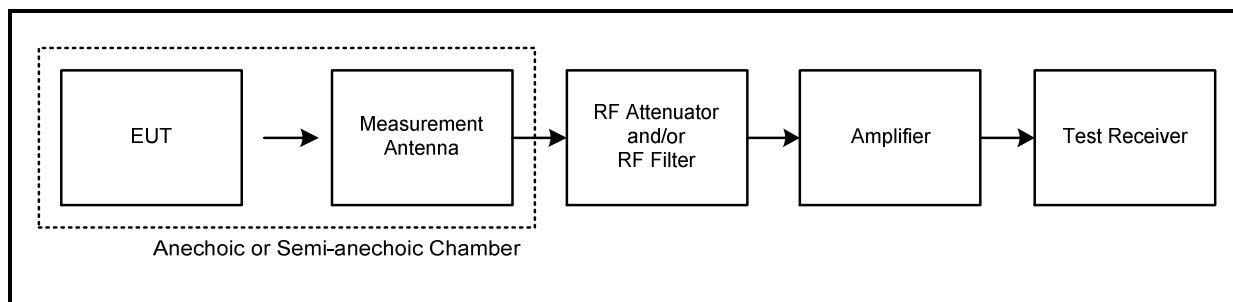 EUT
Measurement
Antenna
RF Attenuator
and/or
RF Filter
Amplifier
Test Receiver
Anechoic or Semi-anechoic Chamber